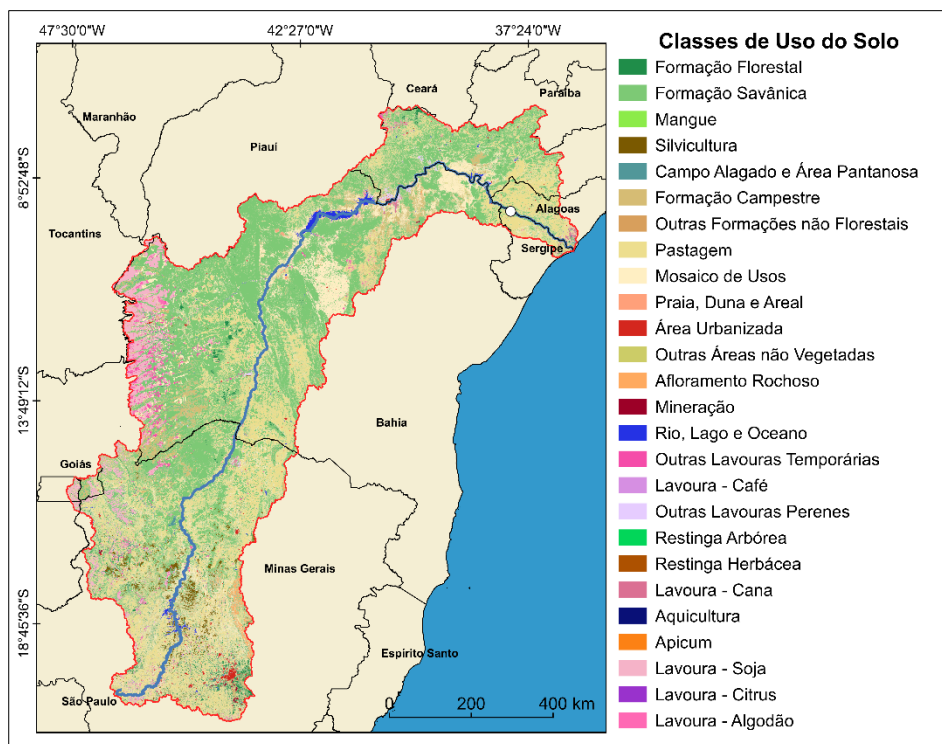 47°30'0"W
42°27'0"W
37°24'0"W
8°52'48"S
13°49'12"S
18°45'36"S
Maranhão
Piauí
Ceará
Paraíba
Tocantins
Alagoas
Sergipe
Goiás
Bahia
Minas Gerais
Espirito Santo
São Paulo
0 200 400 km
Classes de Uso do Solo
Formação Florestal
Formação Savânica
Mangue
Silvicultura
Campo Alagado e Área Pantanosa
Formação Campestre
Outras Formações não Florestais
Pastagem
Mosaico de Usos
Praia, Duna e Areal
Área Urbanizada
Outras Áreas não Vegetadas
Afloramento Rochoso
Mineração
Rio, Lago e Oceano
Outras Lavouras Temporárias
Lavoura - Café
Outras Lavouras Perenes
Restinga Arbórea
Restinga Herbácea
Lavoura - Cana
Aquicultura
Apicum
Lavoura - Soja
Lavoura - Citrus
Lavoura - Algodão